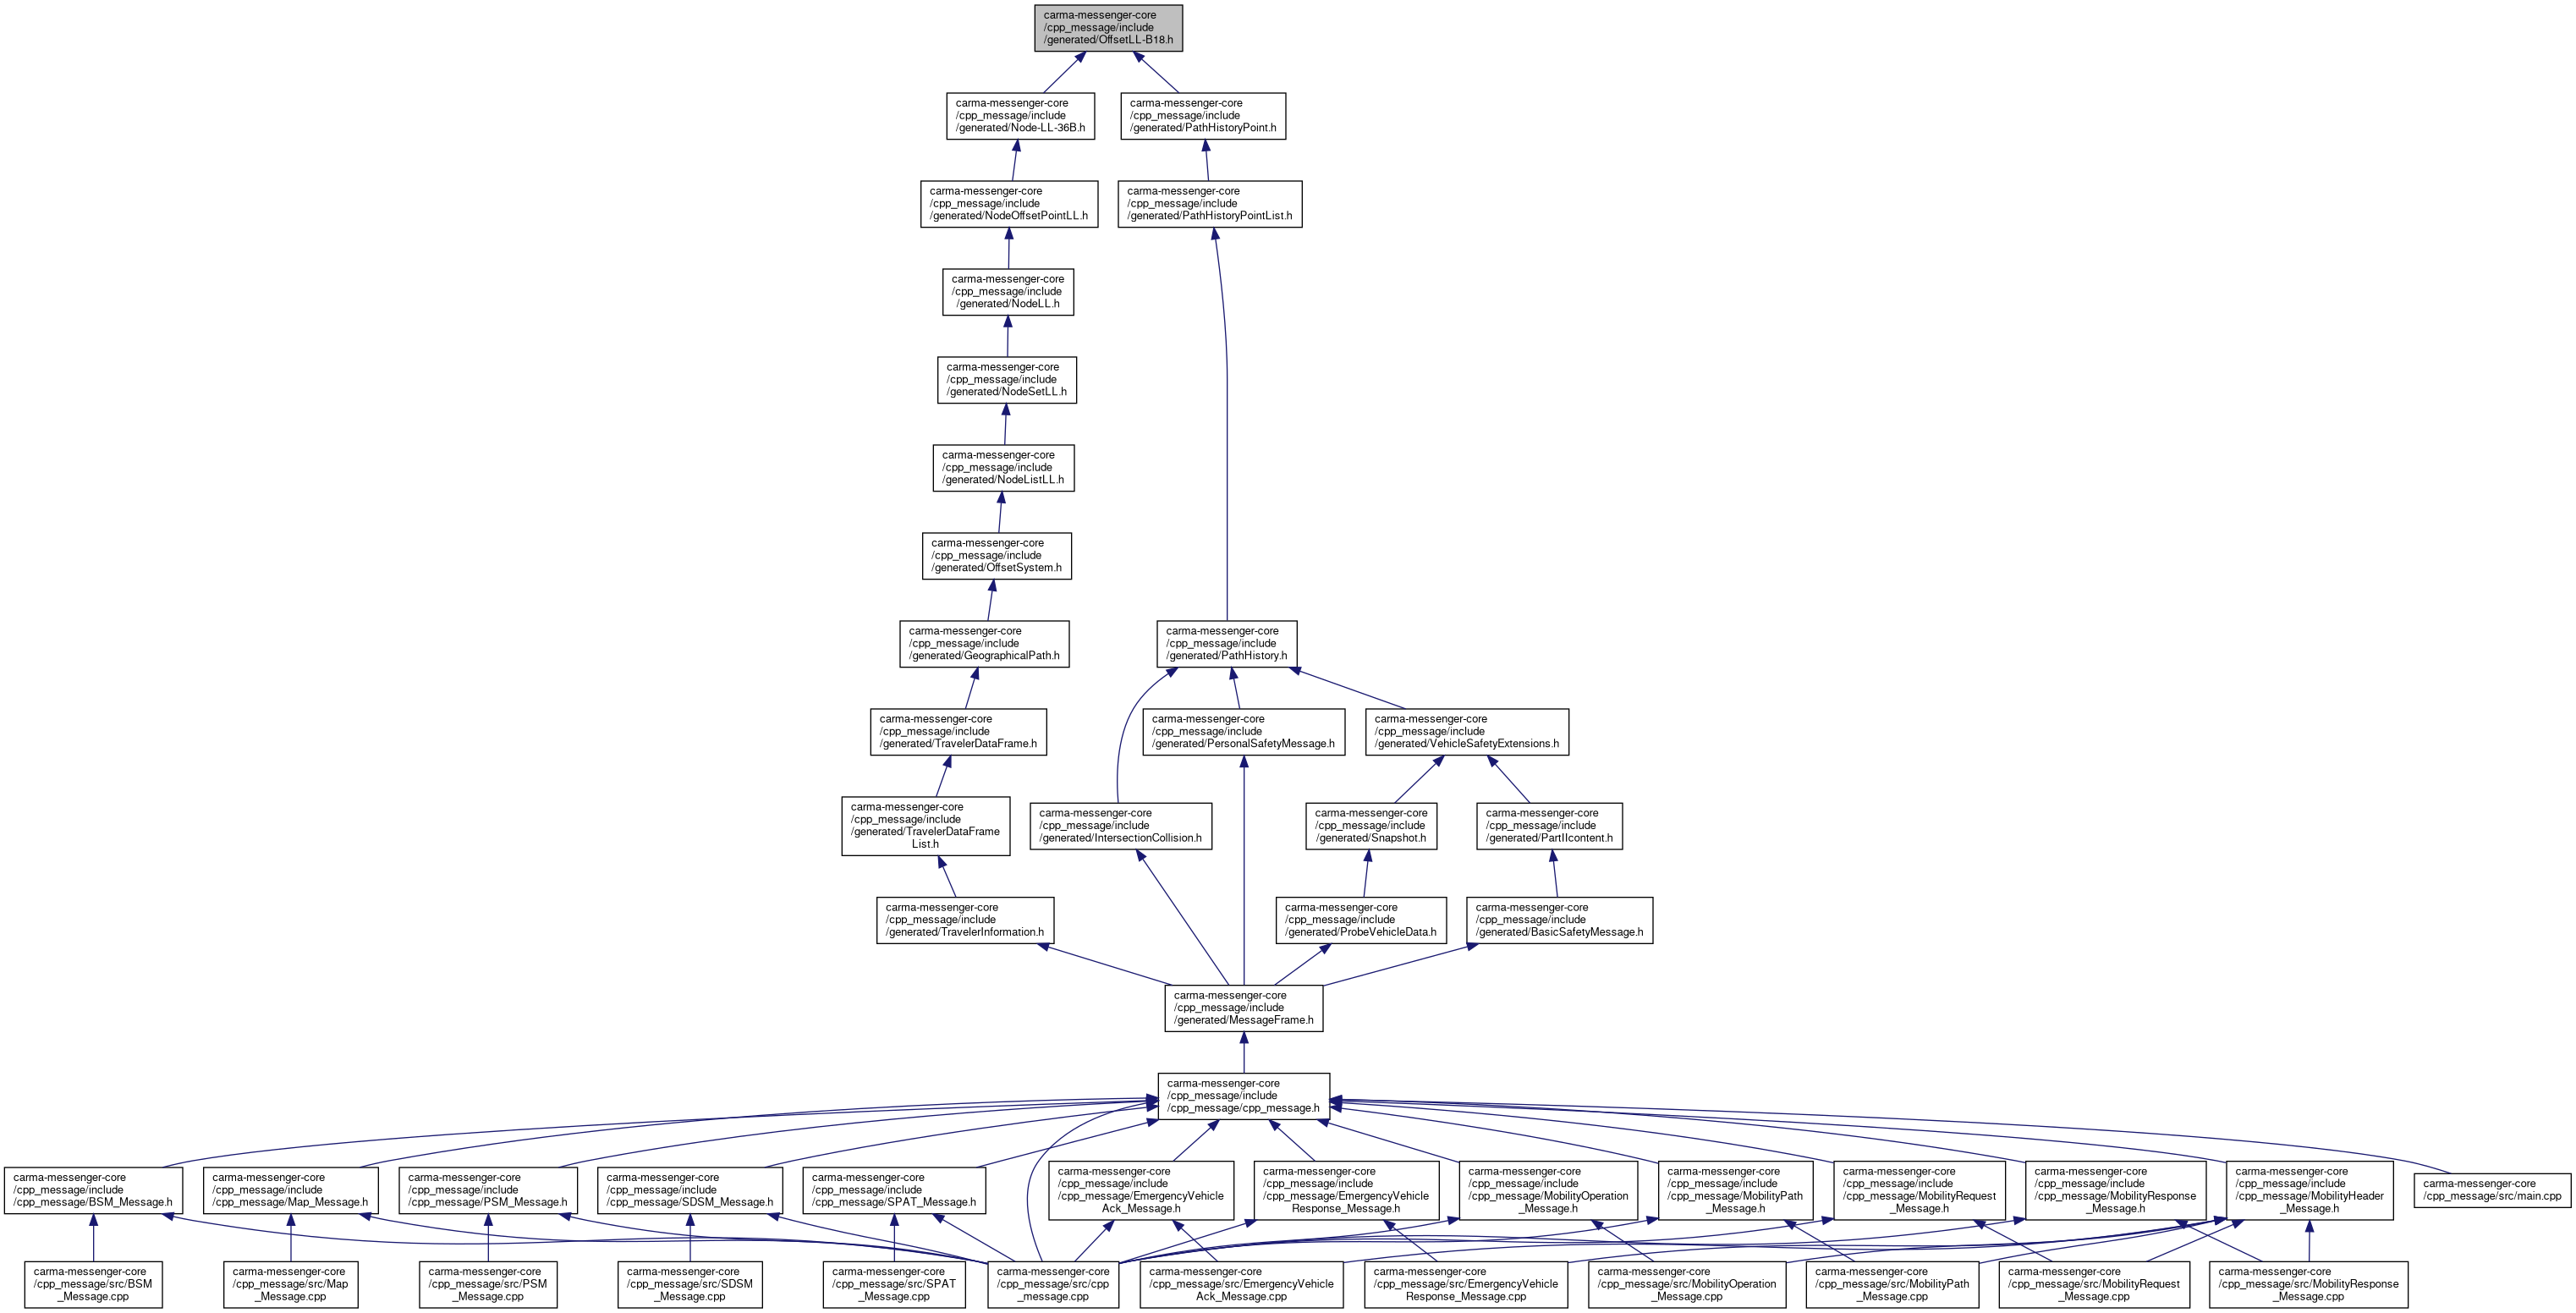 carma-messenger-core
/cpp_message/include
/generated/OffsetLL-B18.h
carma-messenger-core
/cpp_message/include
/generated/Node-LL-36B.h
carma-messenger-core
/cpp_message/include
/generated/PathHistoryPoint.h
carma-messenger-core
/cpp_message/include
/generated/NodeOffsetPointLL.h
carma-messenger-core
/cpp_message/include
/generated/PathHistoryPointList.h
carma-messenger-core
/cpp_message/include
/generated/NodeLL.h
carma-messenger-core
/cpp_message/include
/generated/NodeSetLL.h
carma-messenger-core
/cpp_message/include
/generated/NodeListLL.h
carma-messenger-core
/cpp_message/include
/generated/OffsetSystem.h
carma-messenger-core
/cpp_message/include
/generated/GeographicalPath.h
carma-messenger-core
/cpp_message/include
/generated/PathHistory.h
carma-messenger-core
/cpp_message/include
/generated/TravelerDataFrame.h
carma-messenger-core
/cpp_message/include
/generated/PersonalSafetyMessage.h
carma-messenger-core
/cpp_message/include
/generated/VehicleSafetyExtensions.h
carma-messenger-core
/cpp_message/include
/generated/TravelerDataFrame
List.h
carma-messenger-core
/cpp_message/include
/generated/IntersectionCollision.h
carma-messenger-core
/cpp_message/include
/generated/Snapshot.h
carma-messenger-core
/cpp_message/include
/generated/PartIIcontent.h
carma-messenger-core
/cpp_message/include
/generated/TravelerInformation.h
carma-messenger-core
/cpp_message/include
/generated/ProbeVehicleData.h
carma-messenger-core
/cpp_message/include
/generated/BasicSafetyMessage.h
carma-messenger-core
/cpp_message/include
/generated/MessageFrame.h
carma-messenger-core
/cpp_message/include
/cpp_message/cpp_message.h
carma-messenger-core
/cpp_message/include
/cpp_message/BSM_Message.h
carma-messenger-core
/cpp_message/include
/cpp_message/Map_Message.h
carma-messenger-core
/cpp_message/include
/cpp_message/PSM_Message.h
carma-messenger-core
/cpp_message/include
/cpp_message/SDSM_Message.h
carma-messenger-core
/cpp_message/include
/cpp_message/SPAT_Message.h
carma-messenger-core
/cpp_message/include
/cpp_message/EmergencyVehicle
Ack_Message.h
carma-messenger-core
/cpp_message/include
/cpp_message/EmergencyVehicle
Response_Message.h
carma-messenger-core
/cpp_message/include
/cpp_message/MobilityOperation
_Message.h
carma-messenger-core
/cpp_message/include
/cpp_message/MobilityPath
_Message.h
carma-messenger-core
/cpp_message/include
/cpp_message/MobilityRequest
_Message.h
carma-messenger-core
/cpp_message/include
/cpp_message/MobilityResponse
_Message.h
carma-messenger-core
/cpp_message/include
/cpp_message/MobilityHeader
_Message.h
carma-messenger-core
/cpp_message/src/main.cpp
carma-messenger-core
/cpp_message/src/BSM
_Message.cpp
carma-messenger-core
/cpp_message/src/Map
_Message.cpp
carma-messenger-core
/cpp_message/src/PSM
_Message.cpp
carma-messenger-core
/cpp_message/src/SDSM
_Message.cpp
carma-messenger-core
/cpp_message/src/SPAT
_Message.cpp
carma-messenger-core
/cpp_message/src/cpp
_message.cpp
carma-messenger-core
/cpp_message/src/EmergencyVehicle
Ack_Message.cpp
carma-messenger-core
/cpp_message/src/EmergencyVehicle
Response_Message.cpp
carma-messenger-core
/cpp_message/src/MobilityOperation
_Message.cpp
carma-messenger-core
/cpp_message/src/MobilityPath
_Message.cpp
carma-messenger-core
/cpp_message/src/MobilityRequest
_Message.cpp
carma-messenger-core
/cpp_message/src/MobilityResponse
_Message.cpp